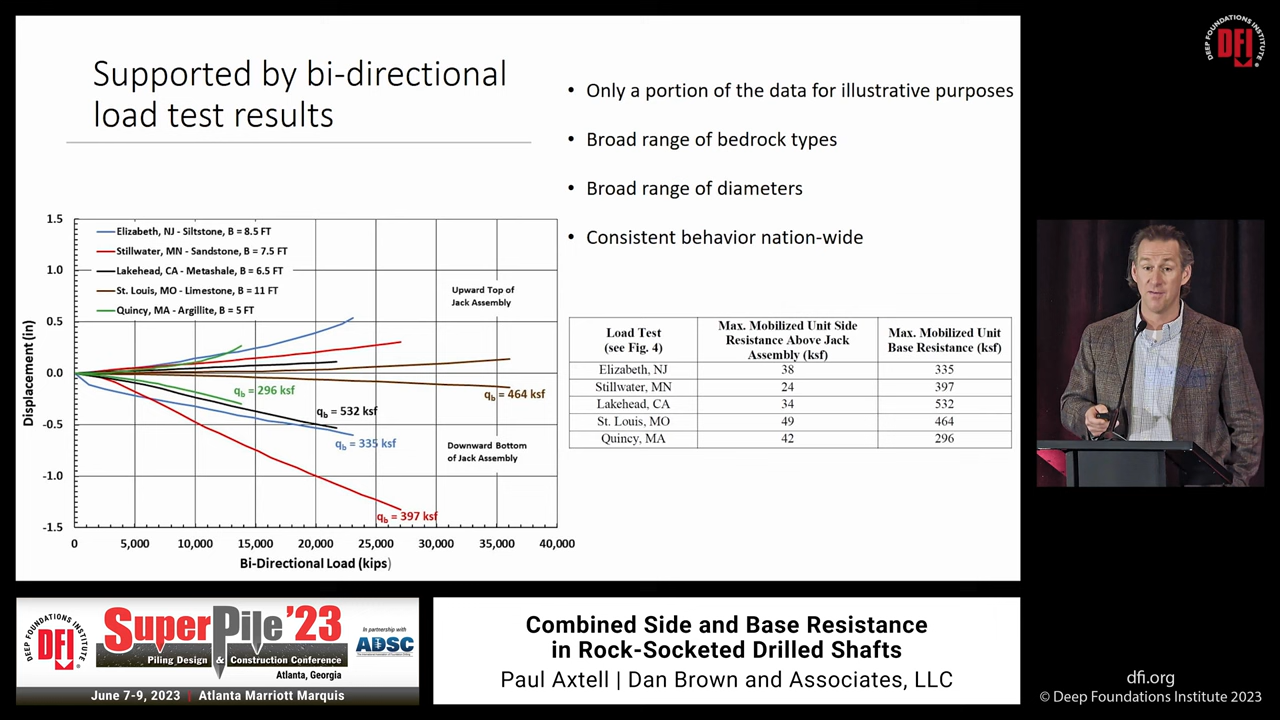 Supported by bi-directional
load test results
• Only a portion of the data for illustrative purposes
• Broad range of bedrock types
• Broad range of diameters
• Consistent behavior nation-wide
Displacement (in)
1.5
1.0
0.5
0.0
-0.5
-1.0
-1.5
Elizabeth, NJ - Siltstone, B = 8.5 FT
Stillwater, MN - Sandstone, B = 7.5 FT
Lakehead, CA - Metashale, B = 6.5 FT
St. Louis, MO - Limestone, B = 11 FT
Quincy, MA - Argillite, B = 5 FT
Upward Top of
Jack Assembly
qb = 296 ksf
qb = 464 ksf
qb = 532 ksf
qb = 335 ksf
Downward Bottom
of Jack Assembly
qb = 397 ksf
0 5,000 10,000 15,000 20,000 25,000 30,000 35,000 40,000
Bi-Directional Load (kips)
Load Test
(see Fig. 4)
Max. Mobilized Unit Side
Resistance Above Jack
Assembly (ksf)
Max. Mobilized Unit
Base Resistance (ksf)
Elizabeth, NJ 38 335
Stillwater, MN 24 397
Lakehead, CA 34 532
St. Louis, MO 49 464
Quincy, MA 42 296
DEEP FOUNDATIONS INSTITUTE
DFI
DEEP FOUNDATIONS INSTITUTE
DFI
SuperPile '23
Piling Design & Construction Conference
Atlanta, Georgia
In partnership with
ADSC
June 7-9, 2023 | Atlanta Marriott Marquis
Combined Side and Base Resistance
in Rock-Socketed Drilled Shafts
Paul Axtell | Dan Brown and Associates, LLC
dfi.org
© Deep Foundations Institute 2023